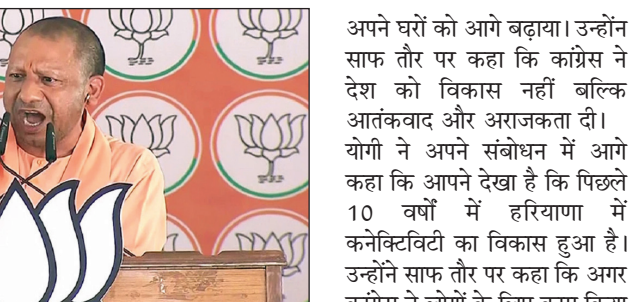 अपने घरों को आगे बढ़ाया। उन्होंन
साफ तौर पर कहा कि कांग्रेस ने
देश को विकास नहीं बल्कि
आतंकवाद और अराजकता दी।
योगी ने अपने संबोधन में आगे
कहा कि आपने देखा है कि पिछले
10 वर्षों में हरियाणा में
कनेक्टिविटी का विकास हुआ है।
उन्होंने साफ तौर पर कहा कि अगर